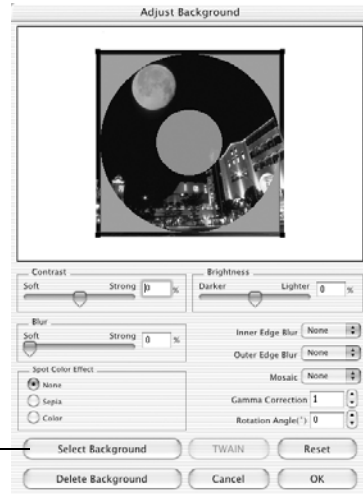 Adjust Background
Contrast
Soft Strong 0 %
Brightness
Darker Lighter 0 %
Blur
Soft Strong 0 %
Inner Edge Blur None
Outer Edge Blur None
Mosaic None
Spot Color Effect
None
Sepia
Color
Gamma Correction 1
Rotation Angle(°) 0
Select Background TWAIN Reset
Delete Background Cancel OK